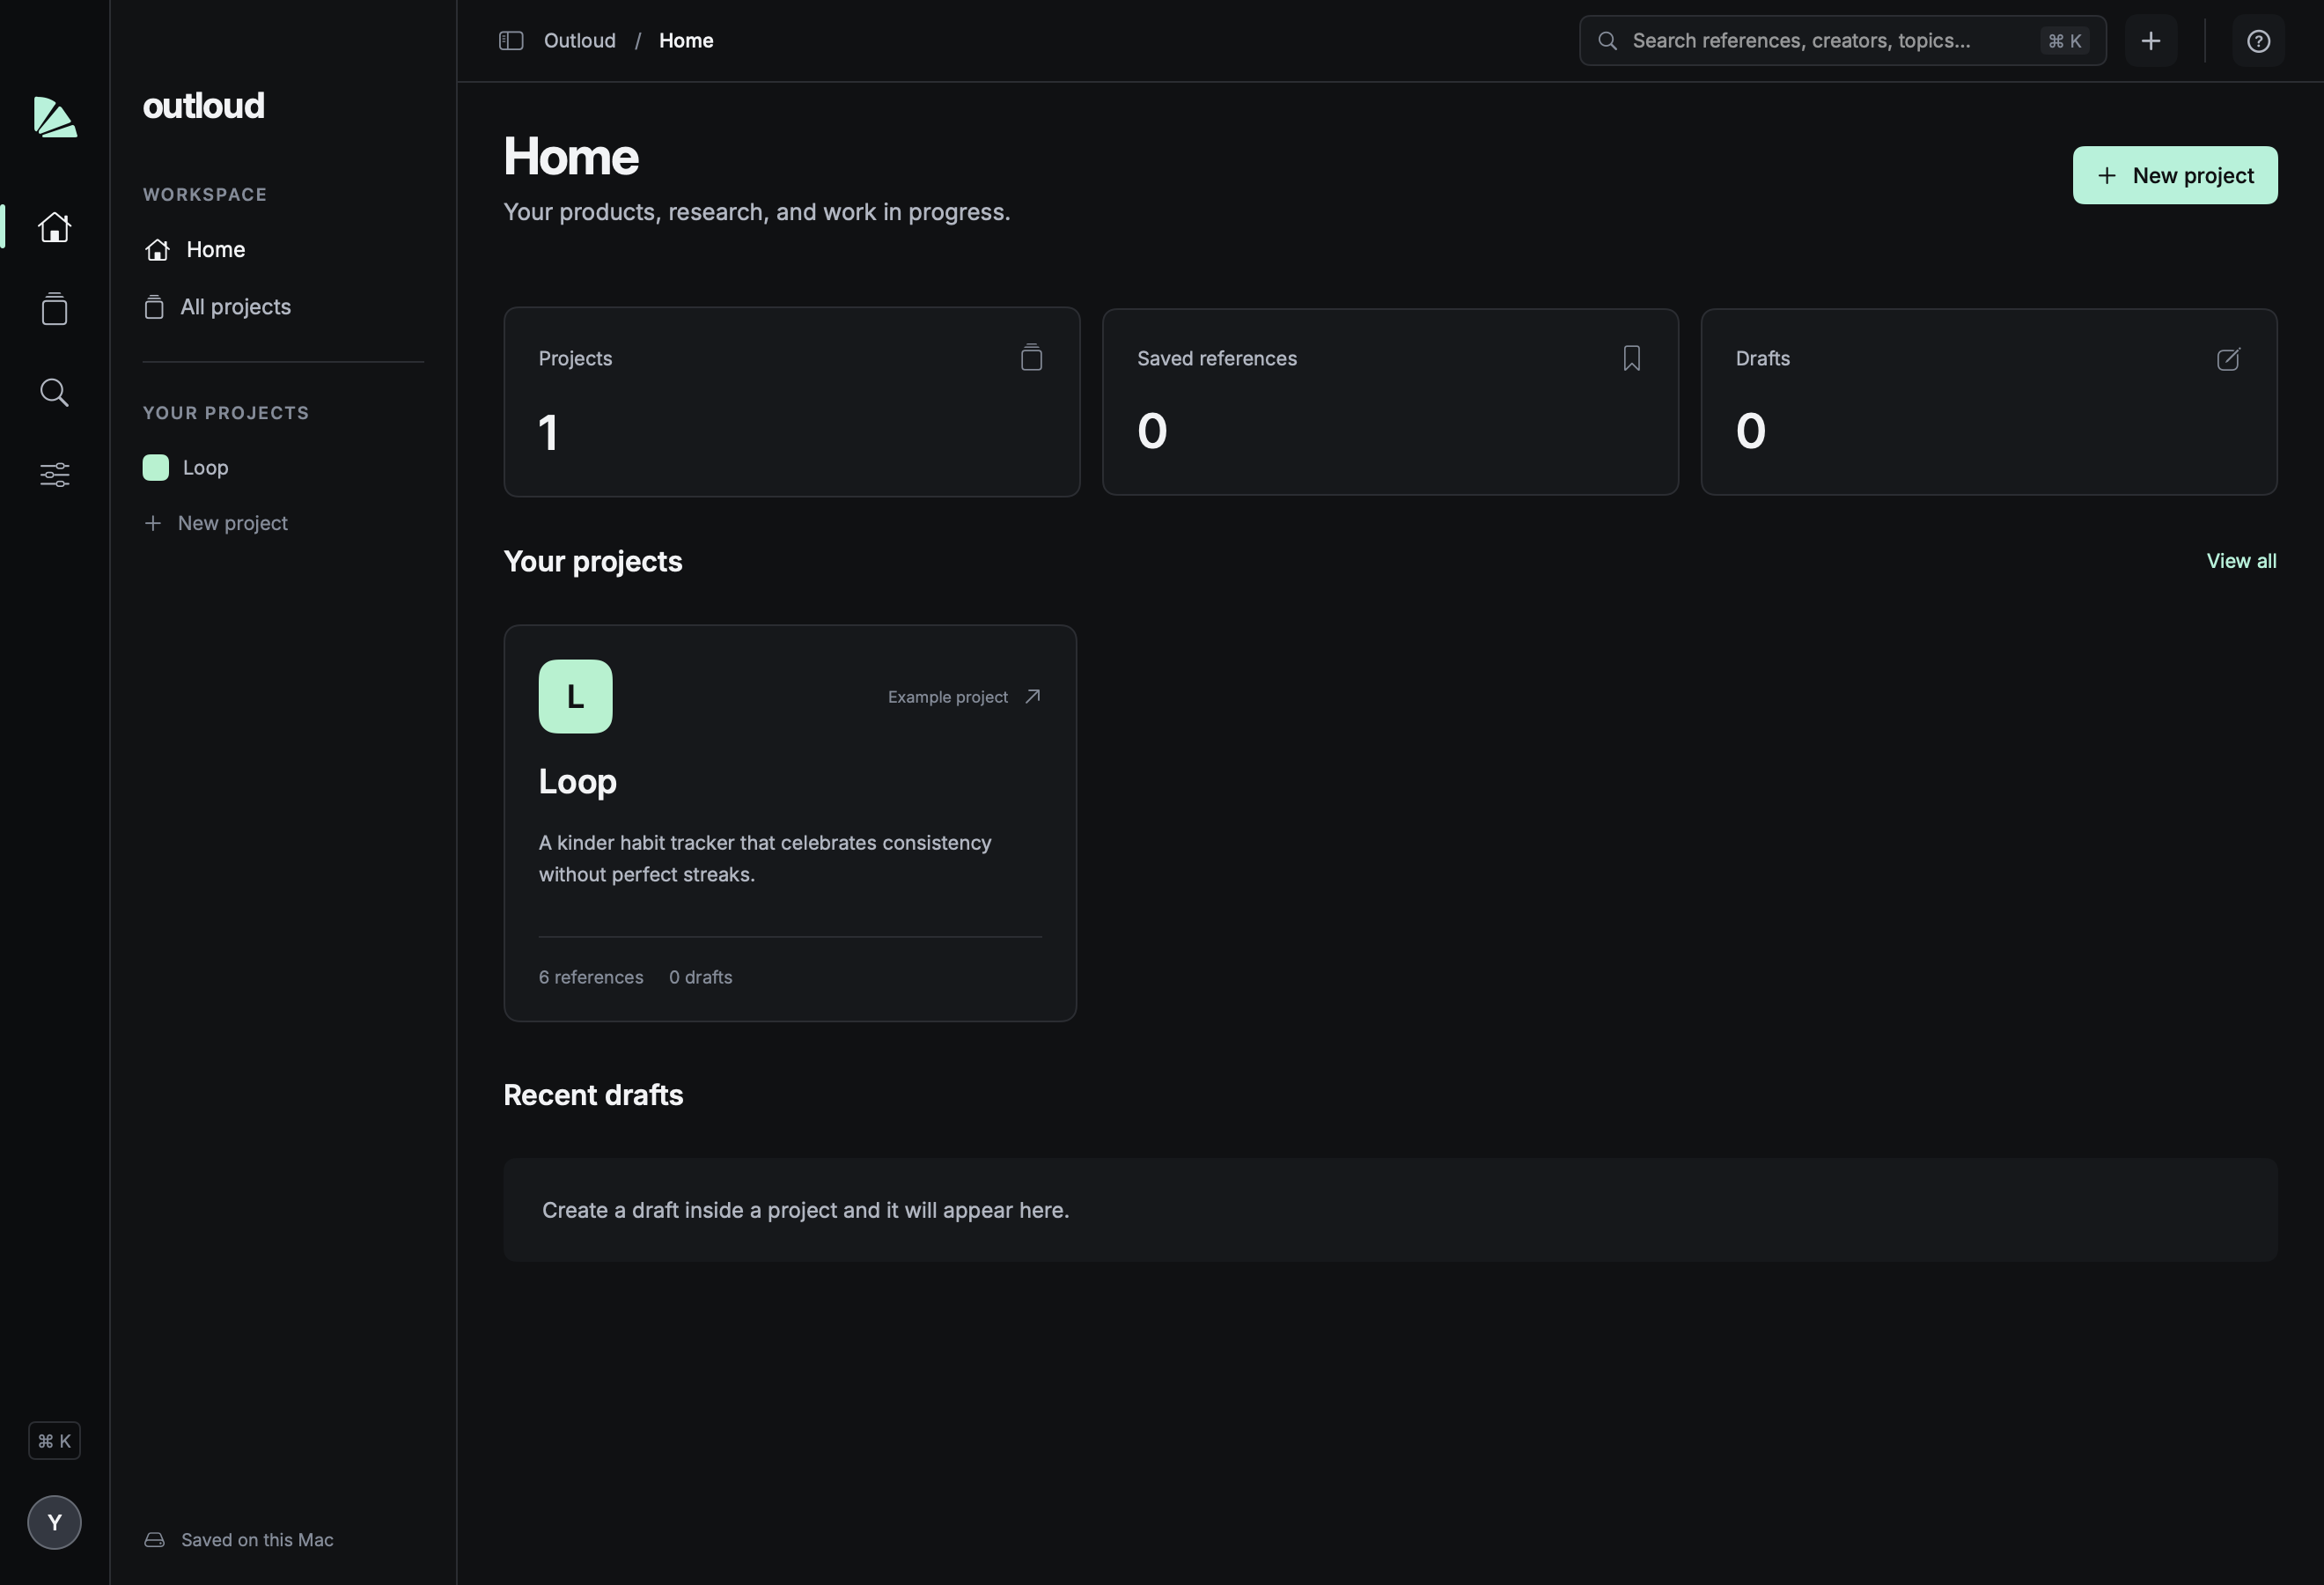 Outloud / Home
Search references, creators, topics... ⌘ K
outloud
WORKSPACE
Home
All projects
YOUR PROJECTS
Loop
New project
⌘ K
Y
Saved on this Mac
Home
Your products, research, and work in progress.
New project
Projects
1
Saved references
0
Drafts
0
Your projects
View all
L
Example project
Loop
A kinder habit tracker that celebrates consistency
without perfect streaks.
6 references 0 drafts
Recent drafts
Create a draft inside a project and it will appear here.